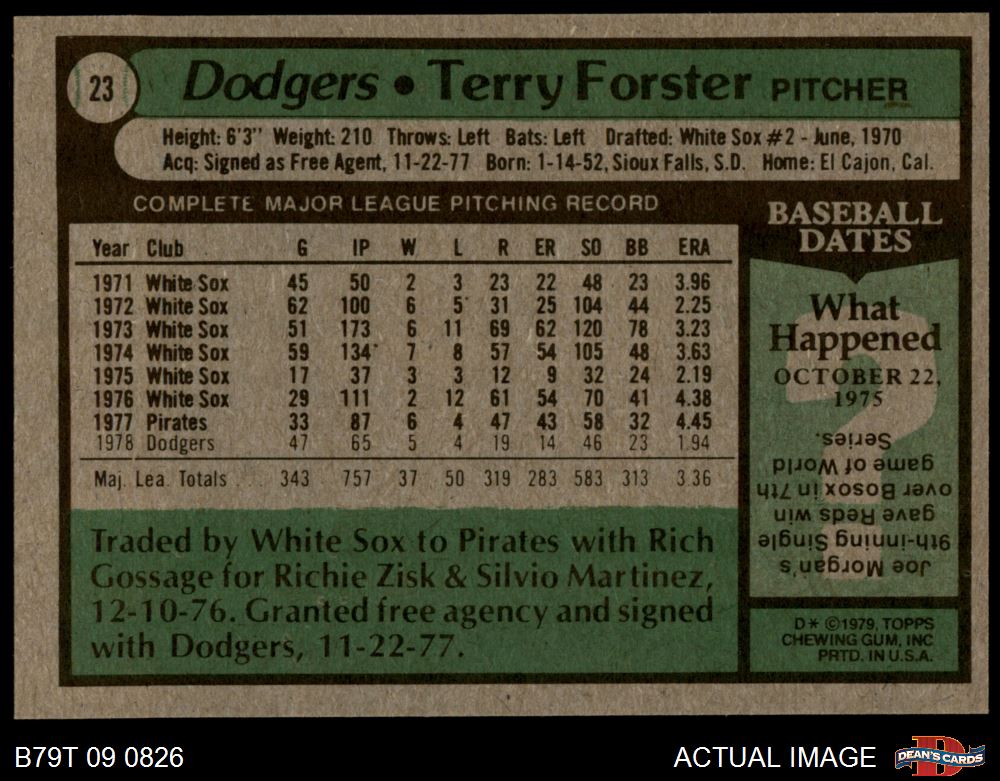 23
Dodgers • Terry Forster PITCHER
Height: 6'3" Weight: 210 Throws: Left Bats: Left Drafted: White Sox #2 - June, 1970
Acq: Signed as Free Agent, 11-22-77 Born: 1-14-52, Sioux Falls, S.D. Home: El Cajon, Cal.
COMPLETE MAJOR LEAGUE PITCHING RECORD
Year Club G IP W L R ER SO BB ERA
1971 White Sox 45 50 2 3 23 22 48 23 3.96
1972 White Sox 62 100 6 5 31 25 104 44 2.25
1973 White Sox 51 173 6 11 69 62 120 78 3.23
1974 White Sox 59 134 7 8 57 54 105 48 3.63
1975 White Sox 17 37 3 3 12 9 32 24 2.19
1976 White Sox 29 111 2 12 61 54 70 41 4.38
1977 Pirates 33 87 6 4 47 43 58 32 4.45
1978 Dodgers 47 65 5 4 19 14 46 23 1.94
Maj. Lea. Totals 343 757 37 50 319 283 583 313 3.36
Traded by White Sox to Pirates with Rich
Gossage for Richie Zisk & Silvio Martinez,
12-10-76. Granted free agency and signed
with Dodgers, 11-22-77.
BASEBALL
DATES
What
Happened
OCTOBER 22,
1975
?
Joe Morgan's
9th-inning Single
gave Reds win
over Bosox in 7th
game of World
Series.
D* ©1979, TOPPS
CHEWING GUM, INC
PRTD. IN U.S.A.
B79T 09 0826
ACTUAL IMAGE
D
DEAN'S CARDS